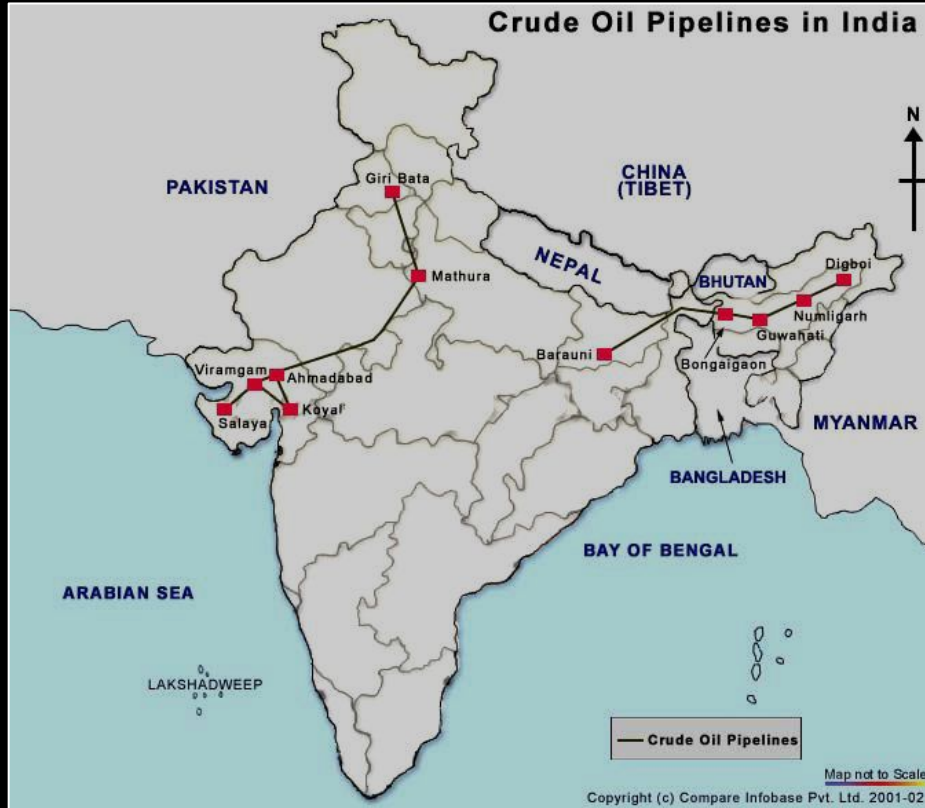 Crude Oil Pipelines in India
N
CHINA
(TIBET)
Giri Bata
PAKISTAN
NEPAL
Mathura
BHUTAN
Digboi
Numligarh
Guwahati
Barauni
Bongaigaon
Viramgam
Ahmadabad
Koyal
Salaya
MYANMAR
BANGLADESH
BAY OF BENGAL
ARABIAN SEA
LAKSHADWEEP
Crude Oil Pipelines
Map not to Scale
Copyright (c) Compare Infobase Pvt. Ltd. 2001-02